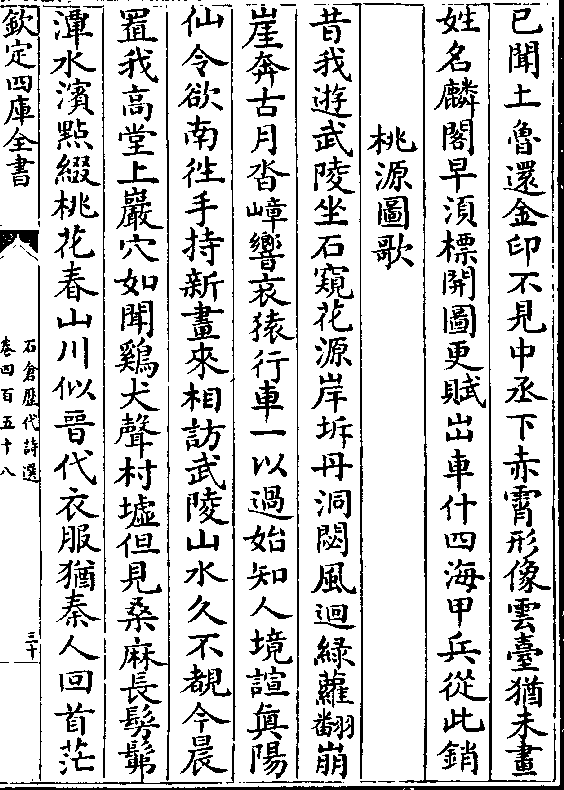 已聞土魯還金印不見中丞下赤霄形像雲臺猶未畫
姓名麟閣早湏標開圖更賦出車什四海甲兵從此銷
桃源圖歌
昔我遊武陵坐石窺花源岸坼丹洞閟風迴綠蘿翻崩
崖奔古月沓嶂響哀猿行車一以過始知人境諠真陽
仙令欲南徃手持新畫來相訪武陵山水久不覩今晨
置我高堂上巖穴如聞鷄犬聲村墟但見桑麻長髣髴
漳水濱點綴桃花春山川似晉代衣服猶秦人回首茫
欽定四庫全書
石倉歷代詩選
卷四百五十八
三十